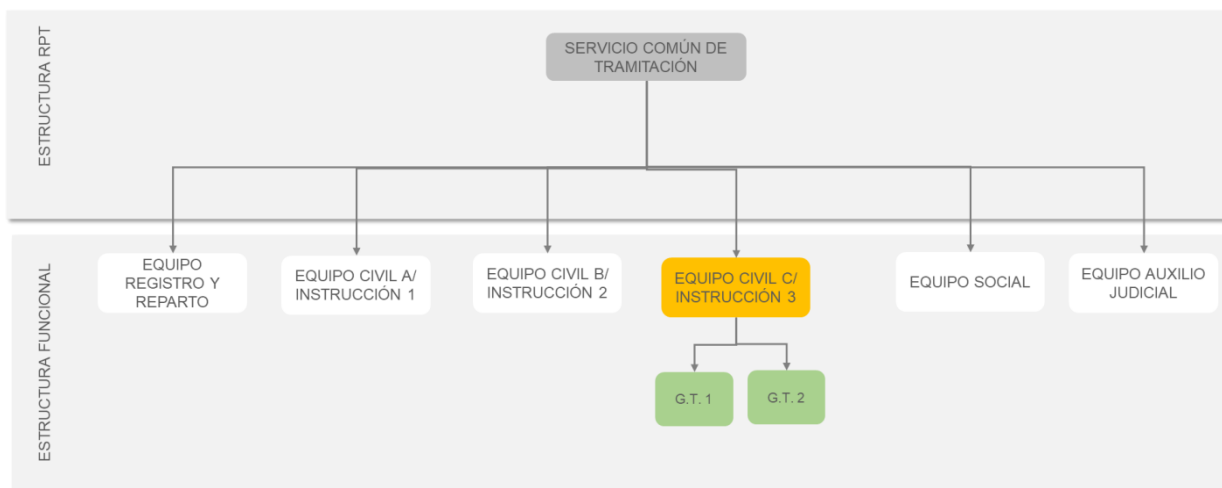 ESTRUCTURA RPT
SERVICIO COMÚN DE
TRAMITACIÓN
ESTRUCTURA FUNCIONAL
EQUIPO
REGISTRO Y
REPARTO
EQUIPO CIVIL A/
INSTRUCCIÓN 1
EQUIPO CIVIL B/
INSTRUCCIÓN 2
EQUIPO CIVIL C/
INSTRUCCIÓN 3
EQUIPO SOCIAL
EQUIPO AUXILIO
JUDICIAL
G.T. 1
G.T. 2